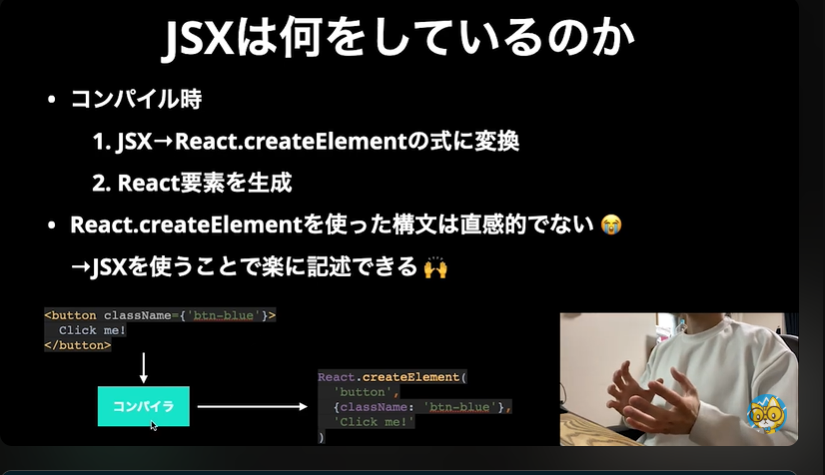 JSXは何をしているのか
• コンパイル時
1. JSX→React.createElementの式に変換
2. React要素を生成
• React.createElementを使った構文は直感的でない 😭
→JSXを使うことで楽に記述できる 🙌
<button className={'btn-blue'}>
Click me!
</button>
コンパイラ
React.createElement(
'button',
{className: 'btn-blue'},
'Click me!'
)